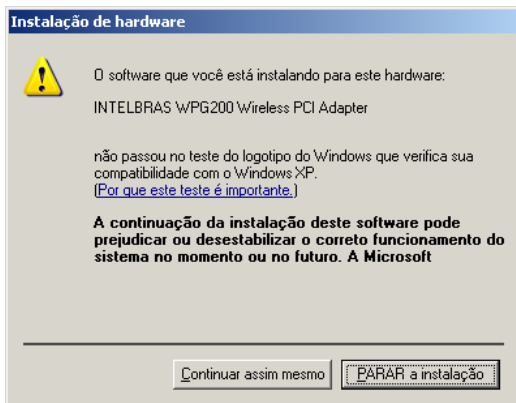 Instalação de hardware
O software que você está instalando para este hardware:
INTELBRAS WPG200 Wireless PCI Adapter
não passou no teste do logotipo do Windows que verifica sua
compatibilidade com o Windows XP.
(Por que este teste é importante.)
A continuação da instalação deste software pode
prejudicar ou desestabilizar o correto funcionamento do
sistema no momento ou no futuro. A Microsoft
Continuar assim mesmo
PARAR a instalação